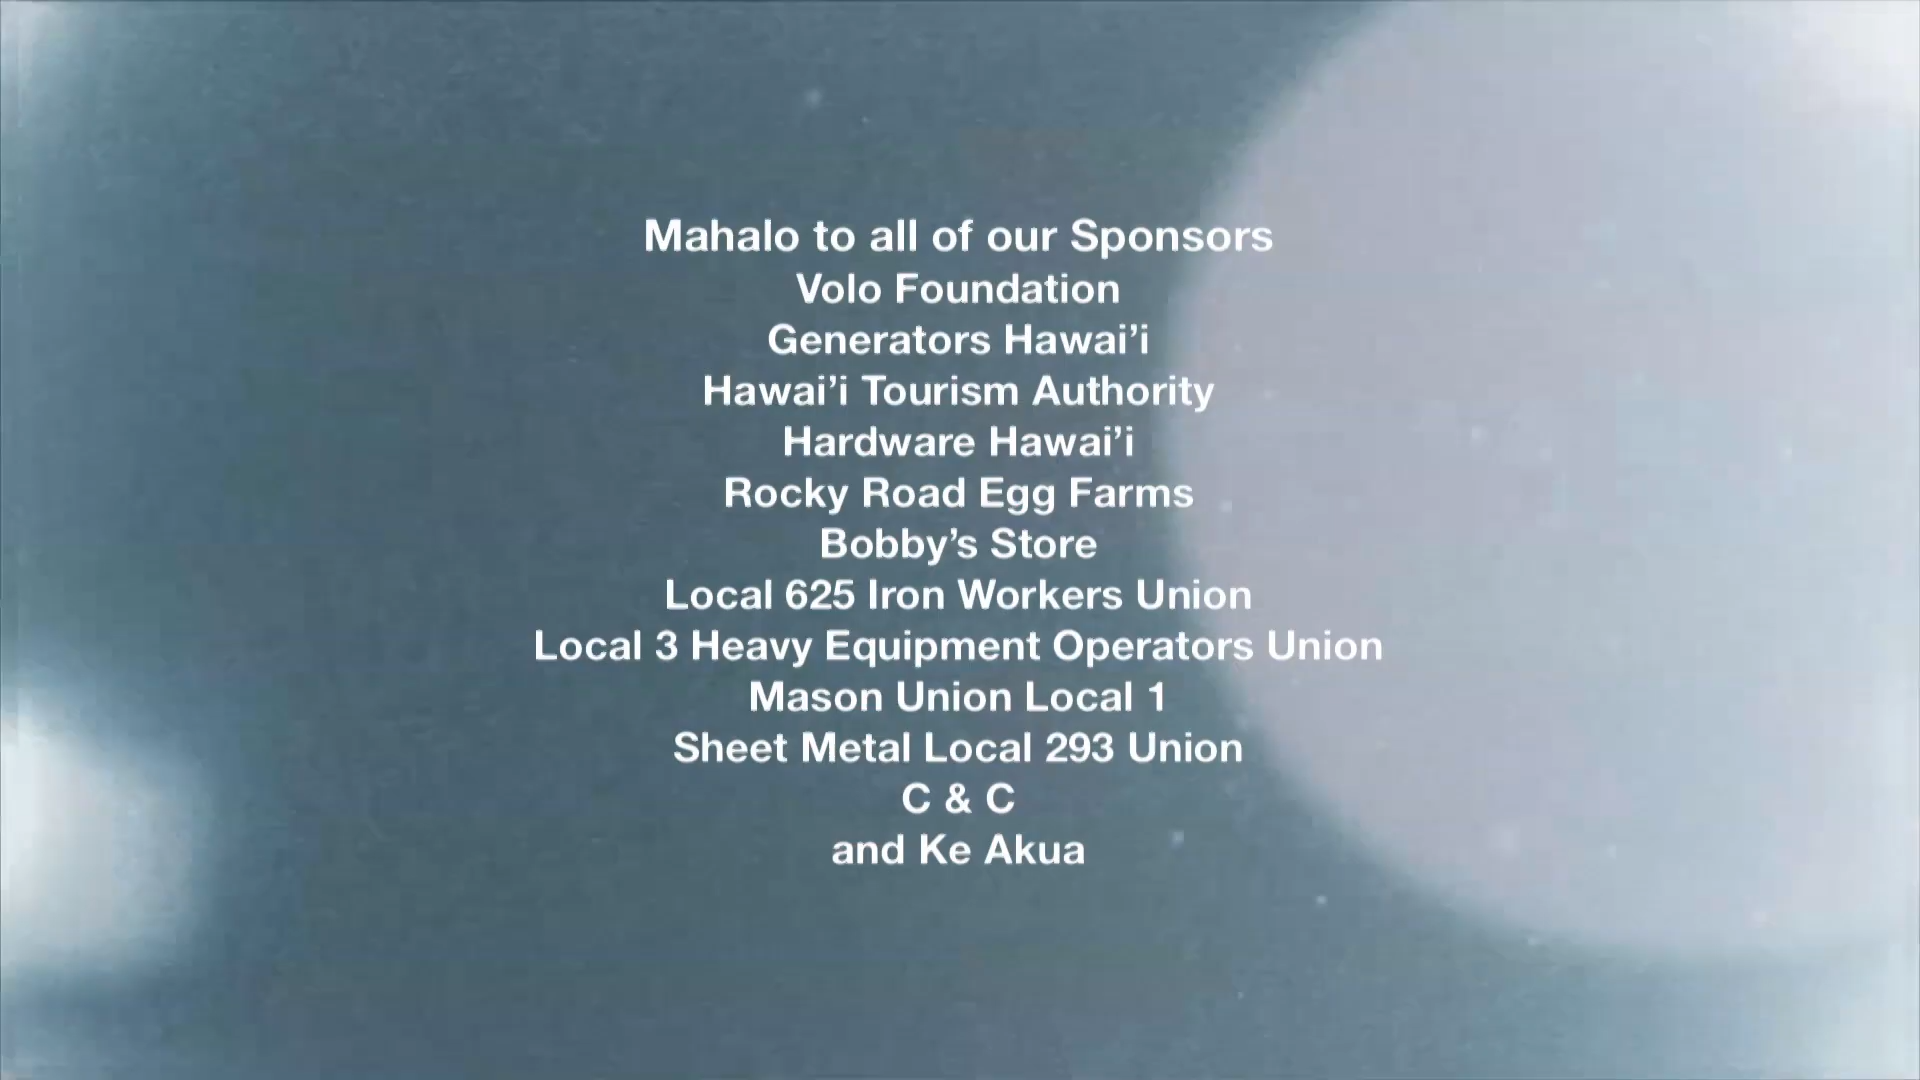 Mahalo to all of our Sponsors
Volo Foundation
Generators Hawai’i
Hawai’i Tourism Authority
Hardware Hawai’i
Rocky Road Egg Farms
Bobby’s Store
Local 625 Iron Workers Union
Local 3 Heavy Equipment Operators Union
Mason Union Local 1
Sheet Metal Local 293 Union
C & C
and Ke Akua